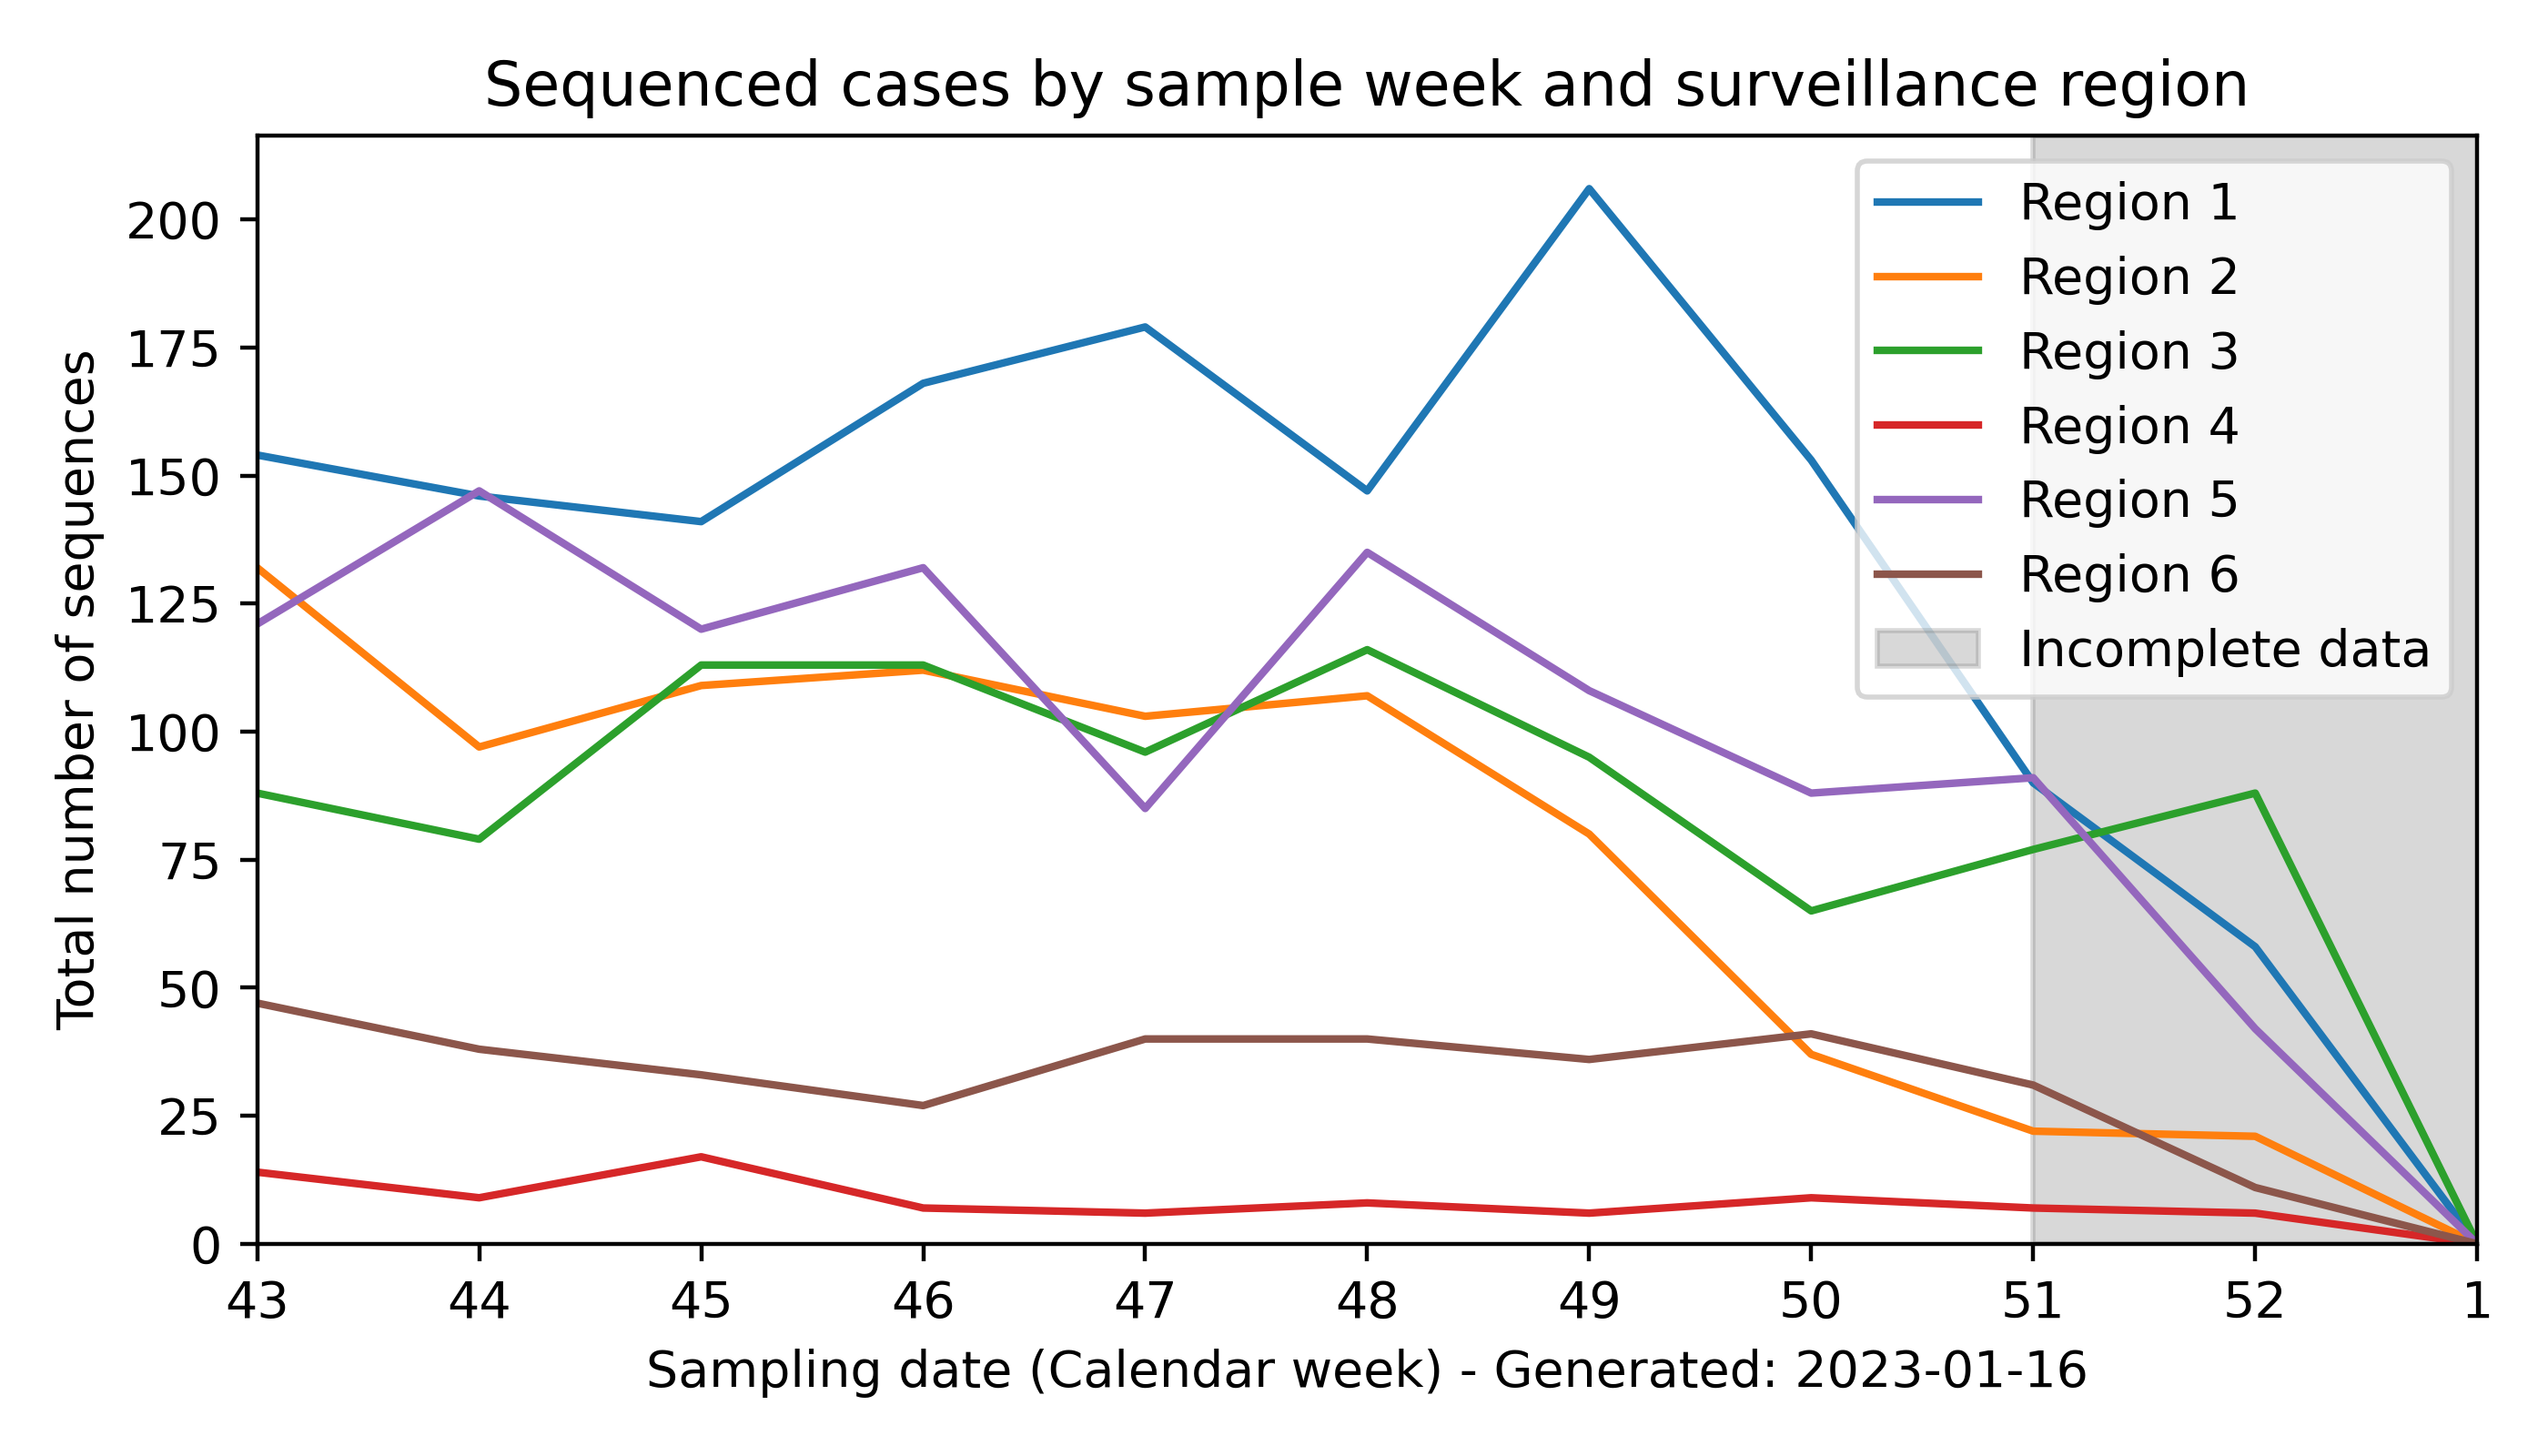 Sequenced cases by sample week and surveillance region
Total number of sequences
200
175
150
125
100
75
50
25
0
Region 1
Region 2
Region 3
Region 4
Region 5
Region 6
Incomplete data
43 44 45 46 47 48 49 50 51 52 1
Sampling date (Calendar week) - Generated: 2023-01-16